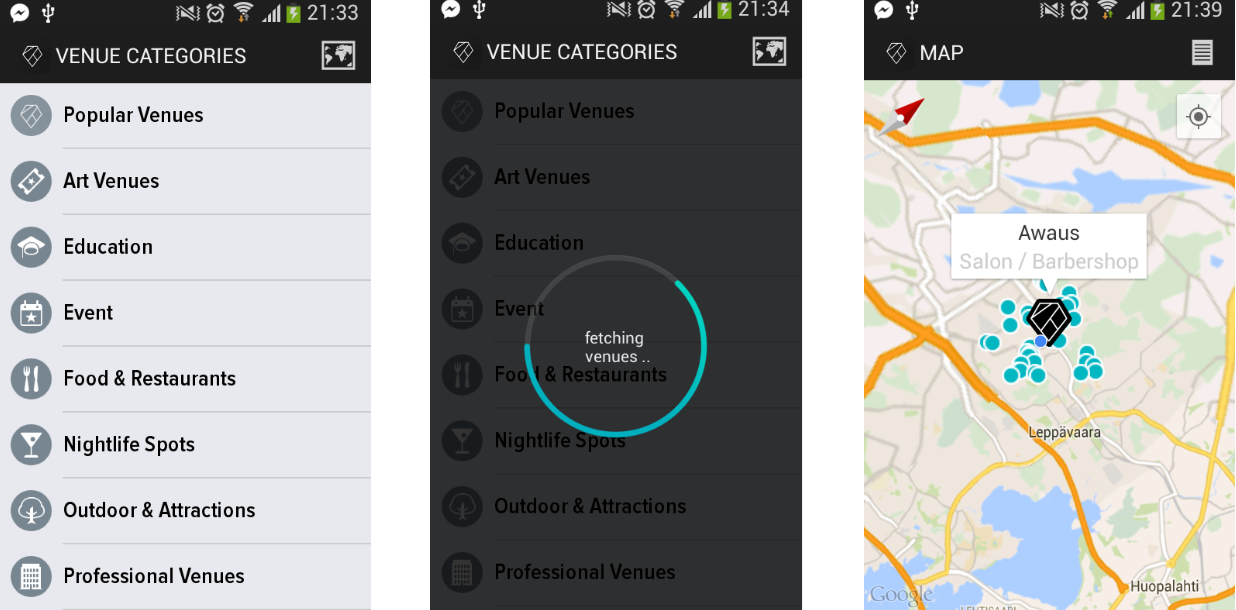 21:33
VENUE CATEGORIES
Popular Venues
Art Venues
Education
Event
Food & Restaurants
Nightlife Spots
Outdoor & Attractions
Professional Venues
21:34
VENUE CATEGORIES
Popular Venues
Art Venues
Education
Event
fetching
venues ..
Food & Restaurants
Nightlife Spots
Outdoor & Attractions
Professional Venues
21:39
MAP
Awaus
Salon / Barbershop
Leppävaara
Huopalahti
Google